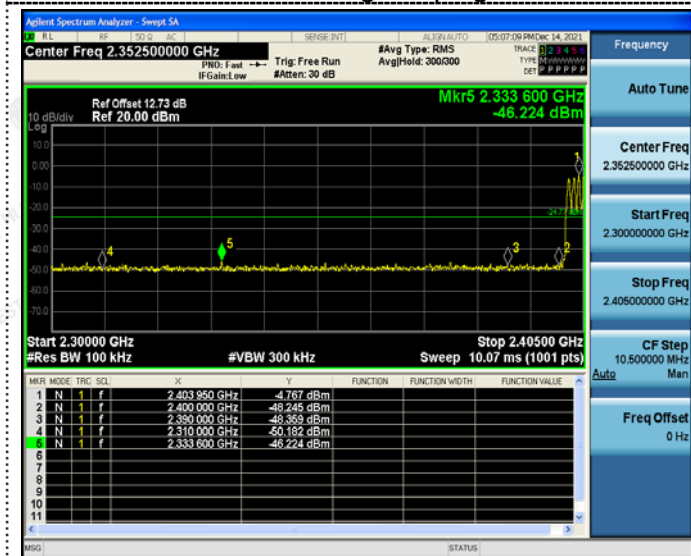 Agilent Spectrum Analyzer - Swept SA
RL RF 50 Ω AC SENSE:INT ALIGN AUTO 05:07:09 PM Dec 14, 2021
Center Freq 2.352500000 GHz #Avg Type: RMS TRACE 1 2 3 4 5 6
PNO: Fast Trig: Free Run Avg|Hold: 300/300 TYPE M
IFGain:Low #Atten: 30 dB DET P P P P P P
Frequency
Auto Tune
Center Freq
2.352500000 GHz
Start Freq
2.300000000 GHz
Stop Freq
2.405000000 GHz
CF Step
10.500000 MHz
Auto Man
Freq Offset
0 Hz
Mkr5 2.333 600 GHz
-46.224 dBm
Ref Offset 12.73 dB
10 dB/div Ref 20.00 dBm
Log
10.0
0.00
-10.0
-20.0
-30.0
-40.0
-50.0
-60.0
-70.0
1
2
3
4
5
Start 2.30000 GHz Stop 2.40500 GHz
#Res BW 100 kHz #VBW 300 kHz Sweep 10.07 ms (1001 pts)
MKR MODE TRC SCL X Y FUNCTION FUNCTION WIDTH FUNCTION VALUE
1 N 1 f 2.403 950 GHz -4.767 dBm
2 N 1 f 2.400 000 GHz -48.245 dBm
3 N 1 f 2.390 000 GHz -48.359 dBm
4 N 1 f 2.310 000 GHz -50.182 dBm
5 N 1 f 2.333 600 GHz -46.224 dBm
6
7
8
9
10
11
MSG STATUS